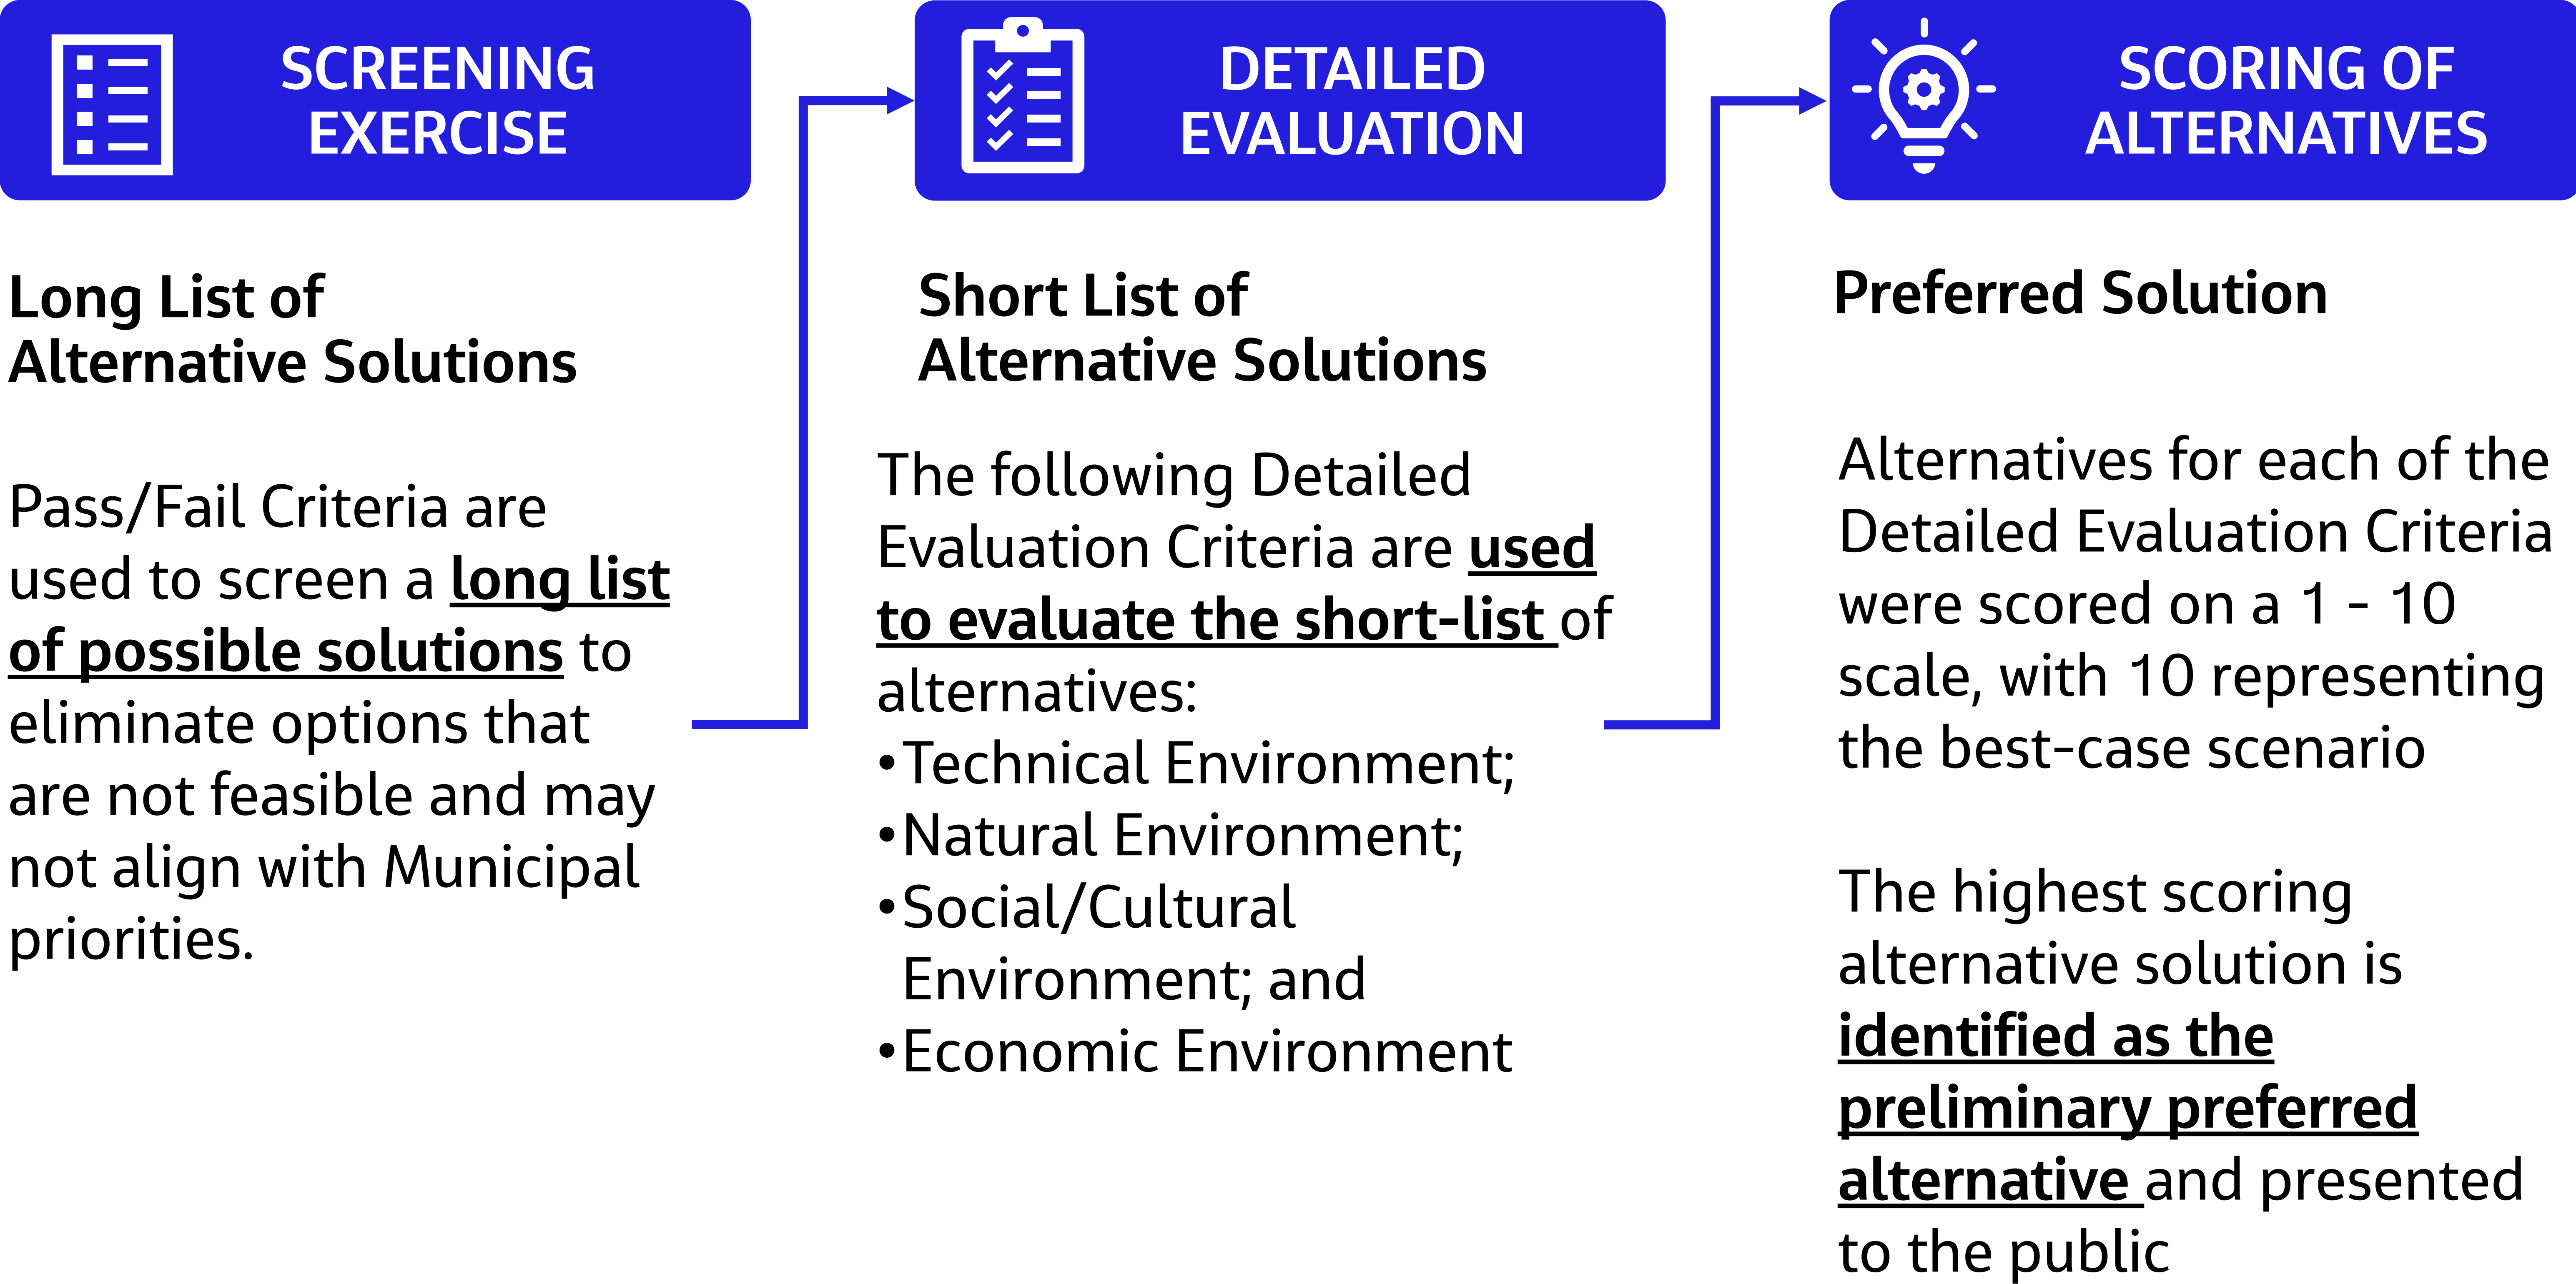 SCREENING
EXERCISE
Long List of
Alternative Solutions
Pass/Fail Criteria are
used to screen a long list
of possible solutions to
eliminate options that
are not feasible and may
not align with Municipal
priorities.
DETAILED
EVALUATION
Short List of
Alternative Solutions
The following Detailed
Evaluation Criteria are used
to evaluate the short-list of
alternatives:
•Technical Environment;
•Natural Environment;
•Social/Cultural
Environment; and
•Economic Environment
SCORING OF
ALTERNATIVES
Preferred Solution
Alternatives for each of the
Detailed Evaluation Criteria
were scored on a 1 - 10
scale, with 10 representing
the best-case scenario
The highest scoring
alternative solution is
identified as the
preliminary preferred
alternative and presented
to the public